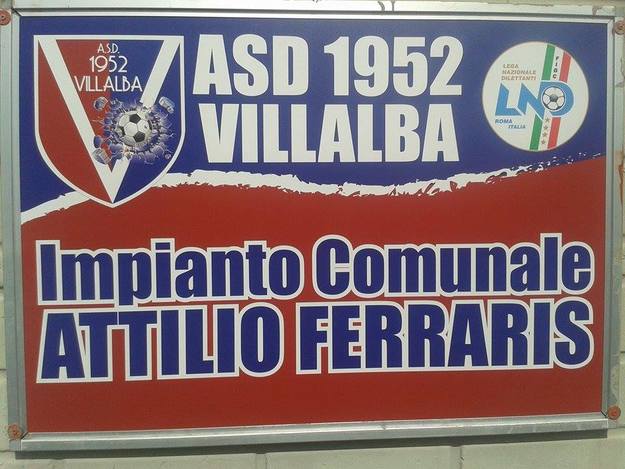 A.S.D.
1952
VILLALBA
ASD 1952
VILLALBA
LEGA
NAZIONALE
DILETTANTI
FIGC
LND
ROMA
ITALIA
Impianto Comunale
ATTILIO FERRARIS